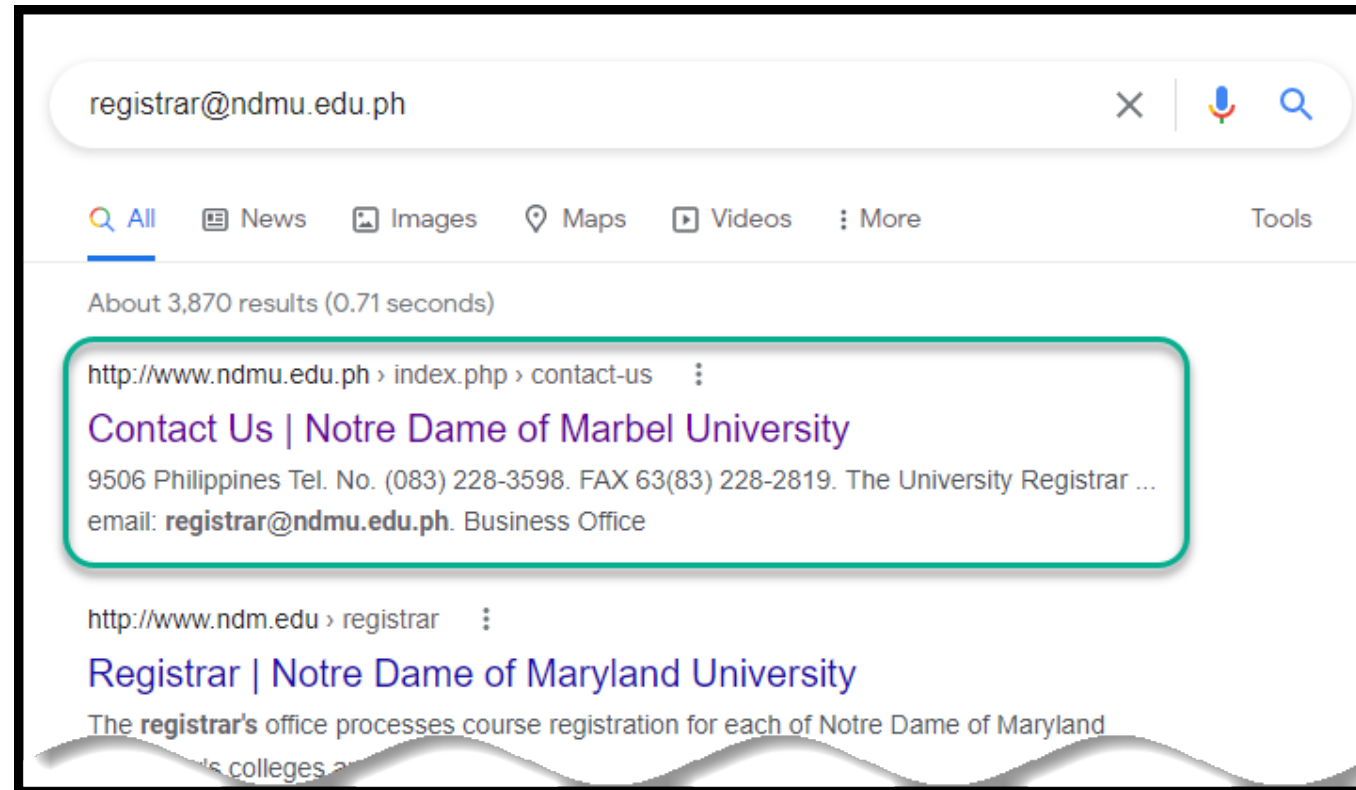 registrar@ndmu.edu.ph
All News Images Maps Videos More Tools
About 3,870 results (0.71 seconds)
http://www.ndmu.edu.ph › index.php › contact-us
Contact Us | Notre Dame of Marbel University
9506 Philippines Tel. No. (083) 228-3598. FAX 63(83) 228-2819. The University Registrar ...
email: registrar@ndmu.edu.ph. Business Office
http://www.ndm.edu › registrar
Registrar | Notre Dame of Maryland University
The registrar's office processes course registration for each of Notre Dame of Maryland
colleges